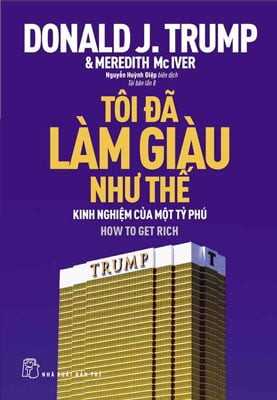 DONALD J. TRUMP
& MEREDITH Mc IVER
Nguyễn Huỳnh Điệp biên dịch
Tái bản lần 8
TÔI ĐÃ
LÀM GIÀU
NHƯ THẾ
KINH NGHIỆM CỦA MỘT TỶ PHÚ
HOW TO GET RICH
TRUMP
T
NHÀ XUẤT BẢN TRẺ